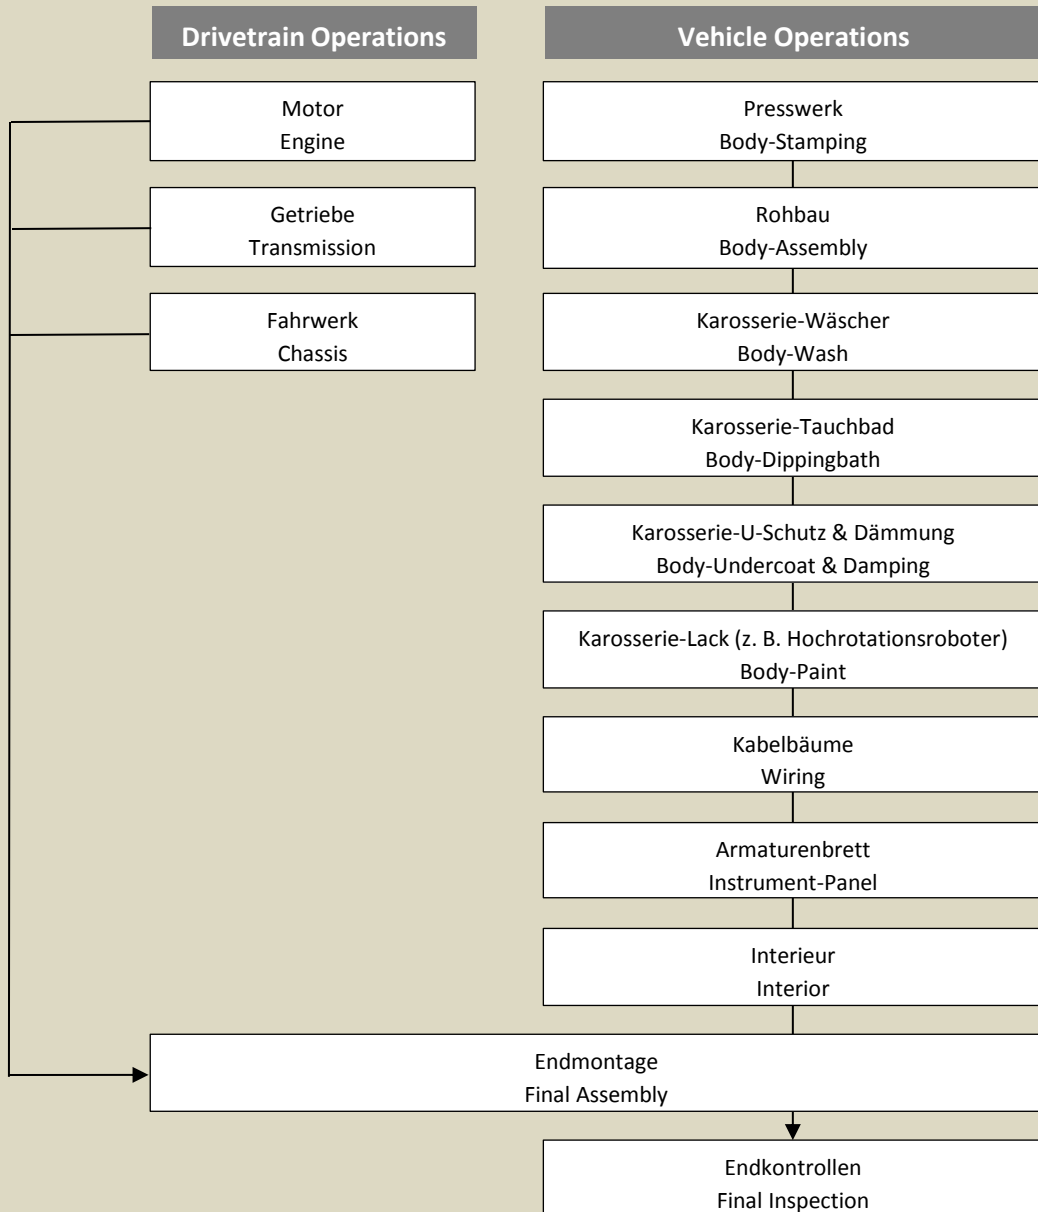 Drivetrain Operations
Motor
Engine
Getriebe
Transmission
Fahrwerk
Chassis
Vehicle Operations
Presswerk
Body-Stamping
Rohbau
Body-Assembly
Karosserie-Wäscher
Body-Wash
Karosserie-Tauchbad
Body-Dippingbath
Karosserie-U-Schutz & Dämmung
Body-Undercoat & Damping
Karosserie-Lack (z. B. Hochrotationsroboter)
Body-Paint
Kabelbäume
Wiring
Armaturenbrett
Instrument-Panel
Interieur
Interior
Endmontage
Final Assembly
Endkontrollen
Final Inspection